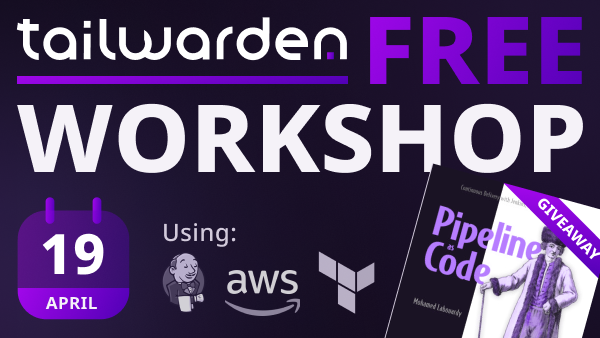 tailwarden FREE
WORKSHOP
19
APRIL
Using:
aws
Continuous Delivery with Jenkins
Pipeline
as
Code
Mohamed Labouardy
GIVEAWAY